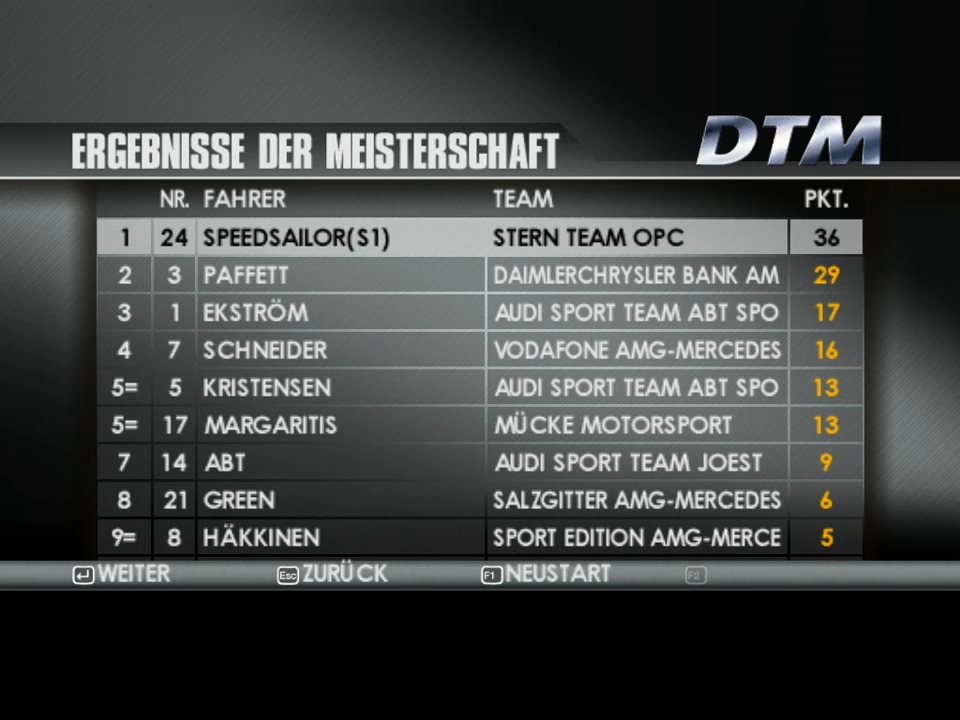 ERGEBNISSE DER MEISTERSCHAFT DTM
NR. FAHRER TEAM PKT.
1 24 SPEEDSAILOR(S1) STERN TEAM OPC 36
2 3 PAFFETT DAIMLERCHRYSLER BANK AM 29
3 1 EKSTRÖM AUDI SPORT TEAM ABT SPO 17
4 7 SCHNEIDER VODAFONE AMG-MERCEDES 16
5= 5 KRISTENSEN AUDI SPORT TEAM ABT SPO 13
5= 17 MARGARITIS MÜCKE MOTORSPORT 13
7 14 ABT AUDI SPORT TEAM JOEST 9
8 21 GREEN SALZGITTER AMG-MERCEDES 6
9= 8 HÄKKINEN SPORT EDITION AMG-MERCE 5
WEITER Esc ZURÜCK F1 NEUSTART F2